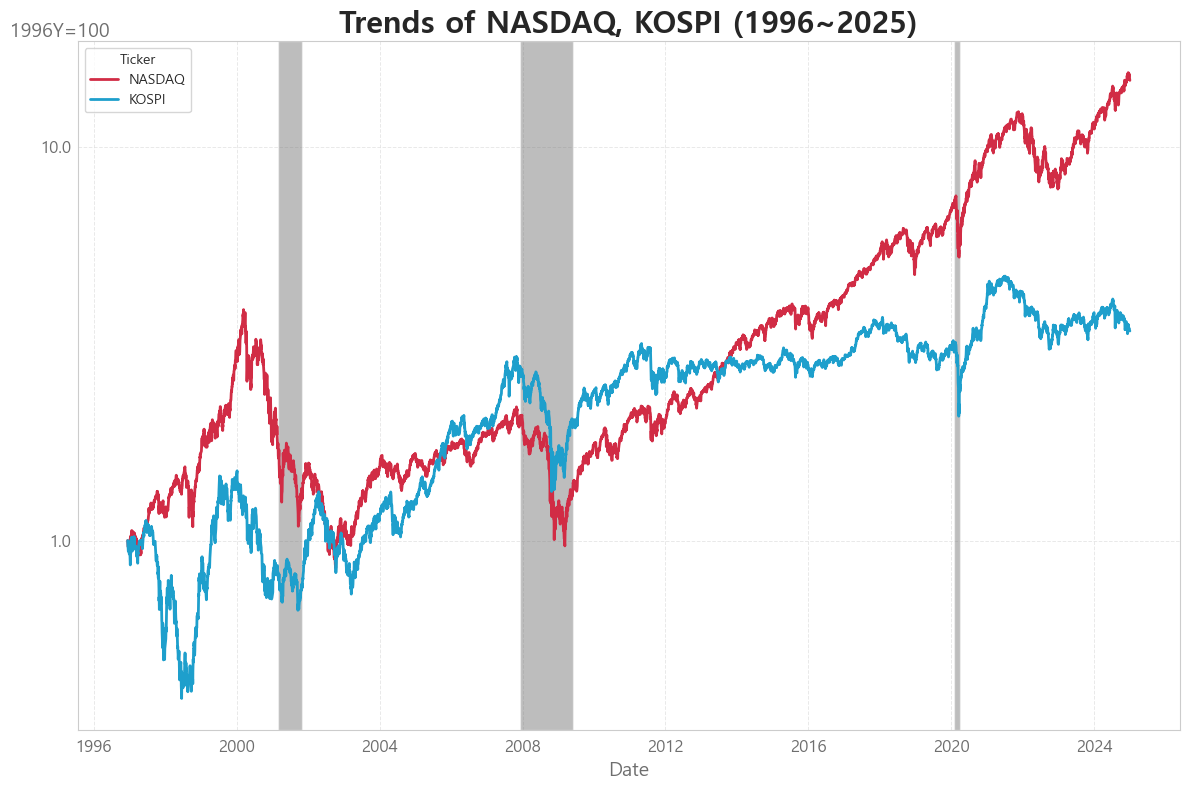 Trends of NASDAQ, KOSPI (1996~2025)
1996Y=100
Ticker
NASDAQ
KOSPI
10.0
1.0
1996 2000 2004 2008 2012 2016 2020 2024
Date